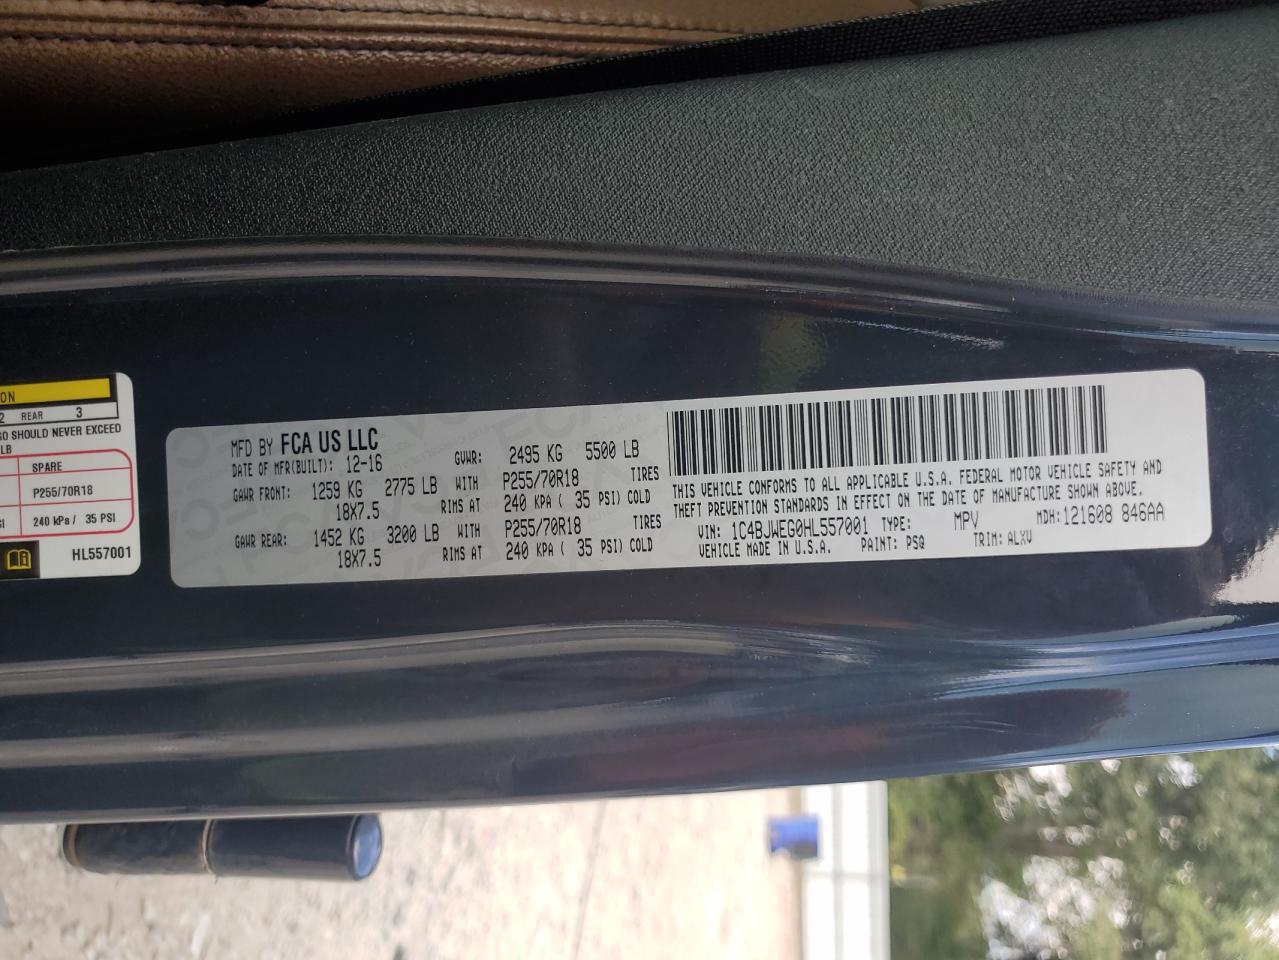 ON
2 REAR 3
GO SHOULD NEVER EXCEED
LB
SPARE
P255/70R18
SI 240 kPa / 35 PSI
HL557001
MFD BY FCA US LLC
DATE OF MFR(BUILT): 12-16 GVWR: 2495 KG 5500 LB
GAWR FRONT: 1259 KG 2775 LB WITH P255/70R18 TIRES
18X7.5 RIMS AT 240 KPA ( 35 PSI) COLD
GAWR REAR: 1452 KG 3200 LB WITH P255/70R18 TIRES
18X7.5 RIMS AT 240 KPA ( 35 PSI) COLD
THIS VEHICLE CONFORMS TO ALL APPLICABLE U.S.A. FEDERAL MOTOR VEHICLE SAFETY AND
THEFT PREVENTION STANDARDS IN EFFECT ON THE DATE OF MANUFACTURE SHOWN ABOVE.
VIN: 1C4BJWEG0HL557001 TYPE: MPV MDH:121608 846AA
VEHICLE MADE IN U.S.A. PAINT: PSQ TRIM: ALXV